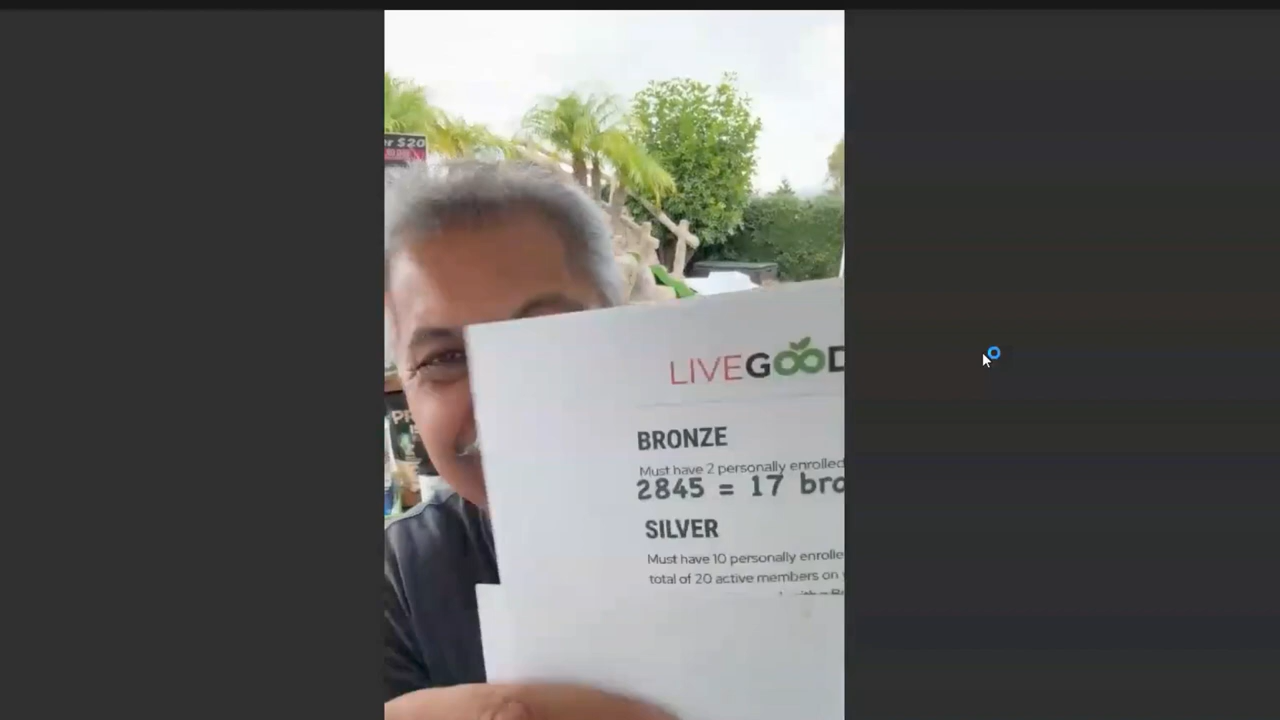 r $20
LIVEGOOD
BRONZE
Must have 2 personally enrolled
2845 = 17 bro
SILVER
Must have 10 personally enrolle
total of 20 active members on